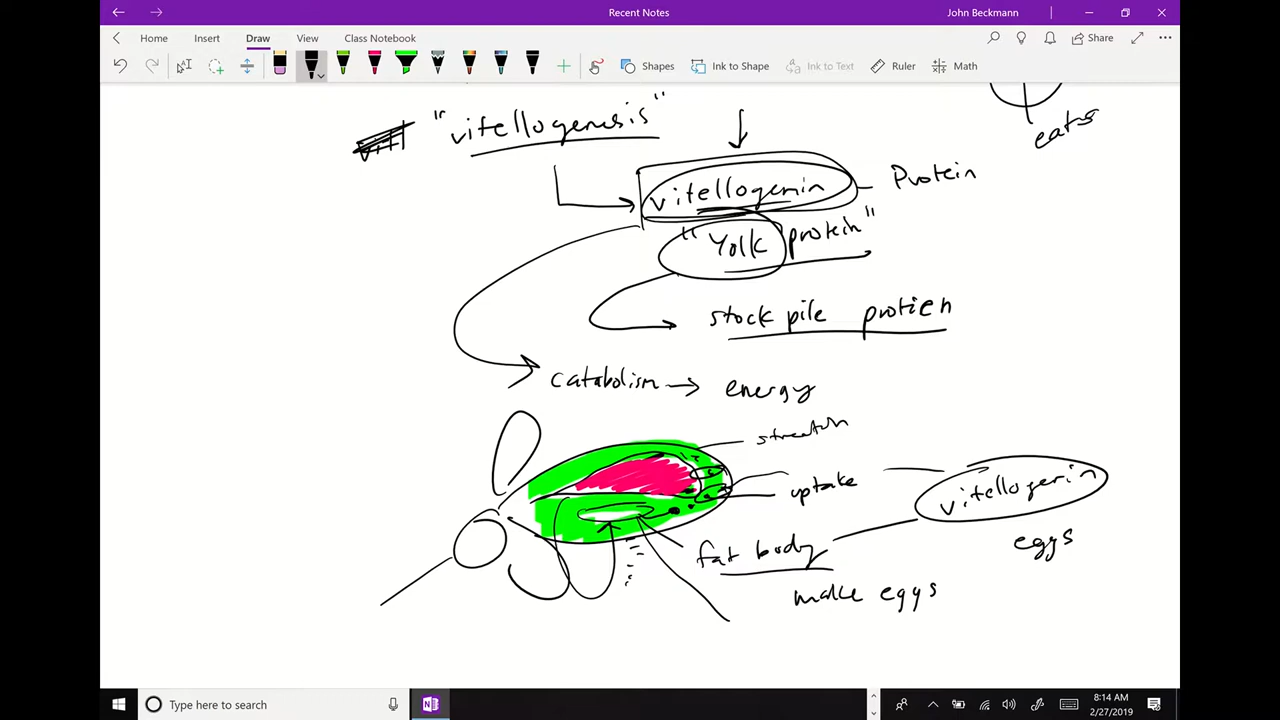 Recent Notes
John Beckmann
Home Insert Draw View Class Notebook
Share
Shapes Ink to Shape Ink to Text Ruler Math
eats
"vitellogenesis"
vitellogenin Protein
"Yolk protein"
stock pile protien
catabolism → energy
uptake
vitellogenin
eggs
fat body
make eggs
Type here to search
8:14 AM
2/27/2019